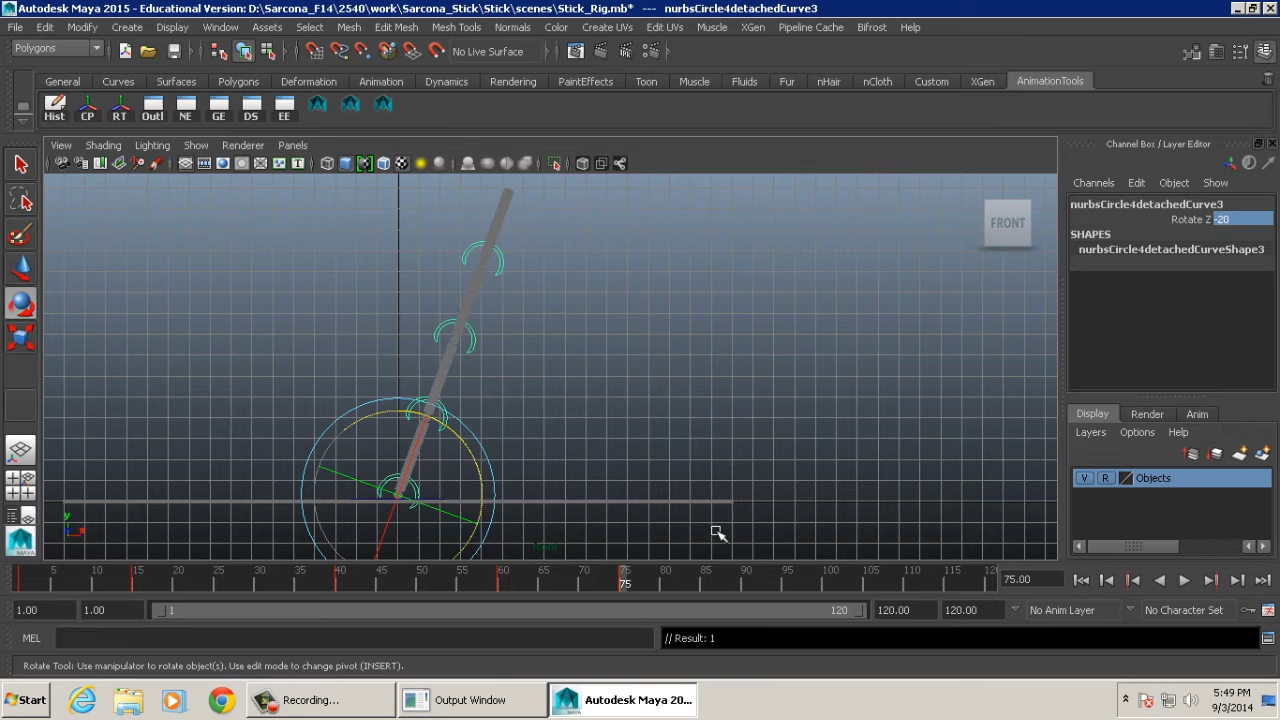 Autodesk Maya 2015 - Educational Version: D:\Sarcona_F14\2540\work\Sarcona_Stick\Stick\scenes\Stick_Rig.mb* --- nurbsCircle4detachedCurve3
File Edit Modify Create Display Window Assets Select Mesh Edit Mesh Mesh Tools Normals Color Create UVs Edit UVs Muscle XGen Pipeline Cache Bifrost Help
Polygons No Live Surface
General Curves Surfaces Polygons Deformation Animation Dynamics Rendering PaintEffects Toon Muscle Fluids Fur nHair nCloth Custom XGen AnimationTools
Hist CP RT Outl NE GE DS EE
View Shading Lighting Show Renderer Panels
Channel Box / Layer Editor
Channels Edit Object Show
nurbsCircle4detachedCurve3
Rotate Z -20
SHAPES
nurbsCircle4detachedCurveShape3
FRONT
Display Render Anim
Layers Options Help
V R Objects
y
x
front
5 10 15 20 25 30 35 40 45 50 55 60 65 70 75 80 85 90 95 100 105 110 115 120
75
75.00
1.00 1.00 1 120 120.00 120.00 No Anim Layer No Character Set
MEL // Result: 1
Rotate Tool: Use manipulator to rotate object(s). Use edit mode to change pivot (INSERT).
Start Recording... Output Window Autodesk Maya 20...
5:49 PM
9/3/2014